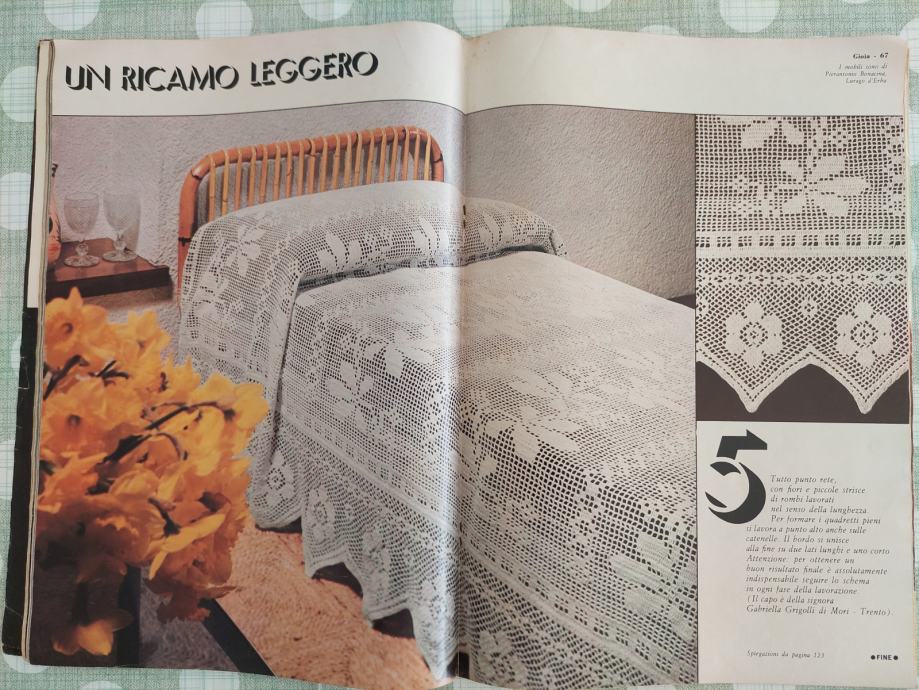 UN RICAMO LEGGERO
Gioia - 67
I mobili sono di
Pierantonio Bonacina,
Lurago d'Erba
5
Tutto punto rete,
con fiori e piccole strisce
di rombi lavorati
nel senso della lunghezza.
Per formare i quadretti pieni
si lavora a punto alto anche sulle
catenelle. Il bordo si unisce
alla fine su due lati lunghi e uno corto
Attenzione: per ottenere un
buon risultato finale è assolutamente
indispensabile seguire lo schema
in ogni fase della lavorazione.
(Il capo è della signora
Gabriella Grigolli di Mori - Trento).
Spiegazioni da pagina 123
●FINE●